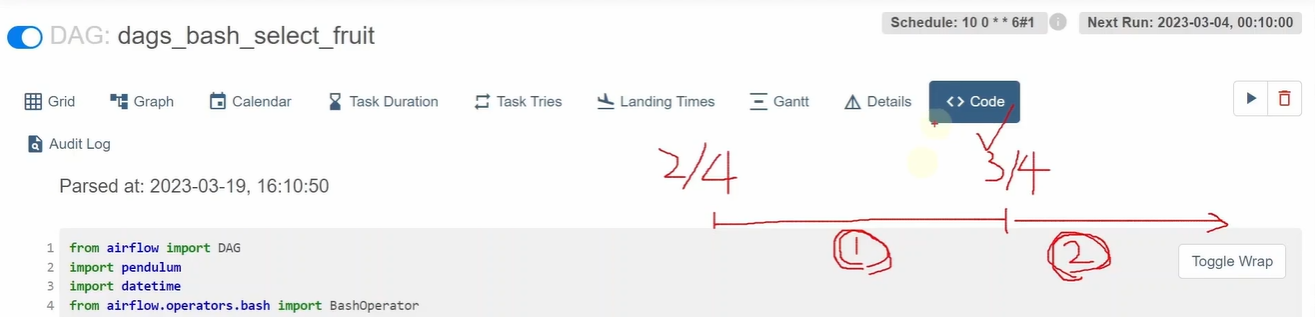 DAG: dags_bash_select_fruit
Schedule: 10 0 * * 6#1
Next Run: 2023-03-04, 00:10:00
Grid
Graph
Calendar
Task Duration
Task Tries
Landing Times
Gantt
Details
<> Code
Audit Log
2/4
3/4
Parsed at: 2023-03-19, 16:10:50
1
2
Toggle Wrap
1 from airflow import DAG
2 import pendulum
3 import datetime
4 from airflow.operators.bash import BashOperator